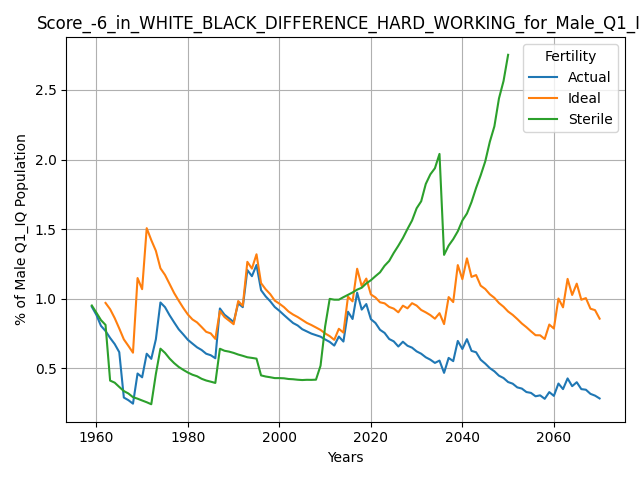 Score_-6_in_WHITE_BLACK_DIFFERENCE_HARD_WORKING_for_Male_Q1_I
Fertility
Actual
Ideal
Sterile
% of Male Q1_IQ Population
2.5
2.0
1.5
1.0
0.5
1960 1980 2000 2020 2040 2060
Years